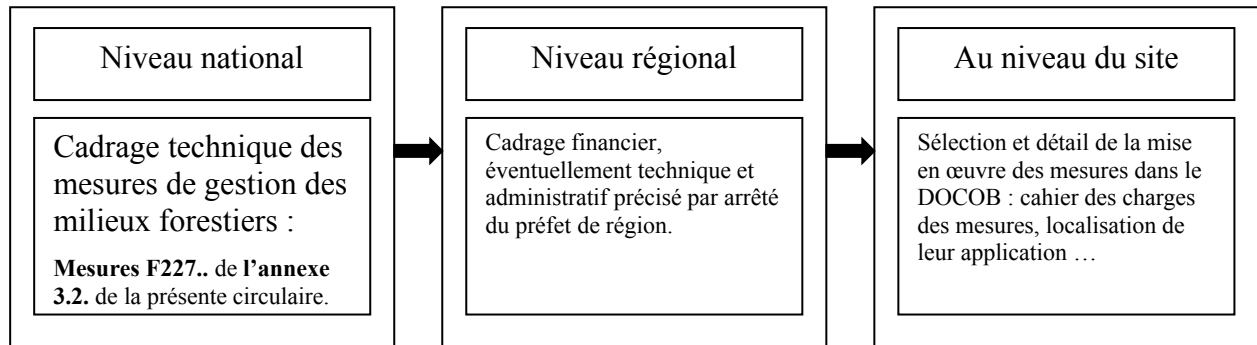 Niveau national
Cadrage technique des
mesures de gestion des
milieux forestiers :
Mesures F227.. de l'annexe
3.2. de la présente circulaire.
Niveau régional
Cadrage financier,
éventuellement technique et
administratif précisé par arrêté
du préfet de région.
Au niveau du site
Sélection et détail de la mise
en œuvre des mesures dans le
DOCOB : cahier des charges
des mesures, localisation de
leur application …